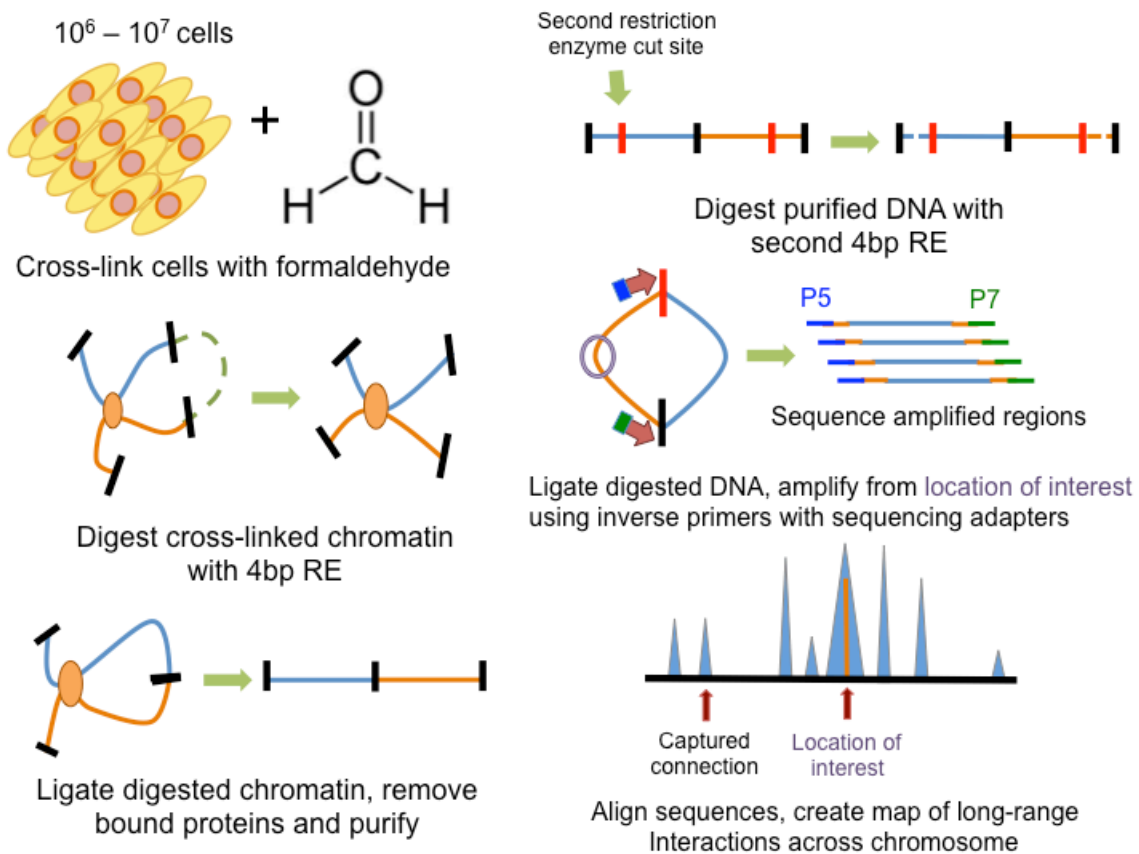 10⁶ – 10⁷ cells
+
O
C
H
H
Cross-link cells with formaldehyde
Digest cross-linked chromatin
with 4bp RE
Ligate digested chromatin, remove
bound proteins and purify
Second restriction
enzyme cut site
Digest purified DNA with
second 4bp RE
P5
P7
Sequence amplified regions
Ligate digested DNA, amplify from location of interest
using inverse primers with sequencing adapters
Captured
connection
Location of
interest
Align sequences, create map of long-range
Interactions across chromosome